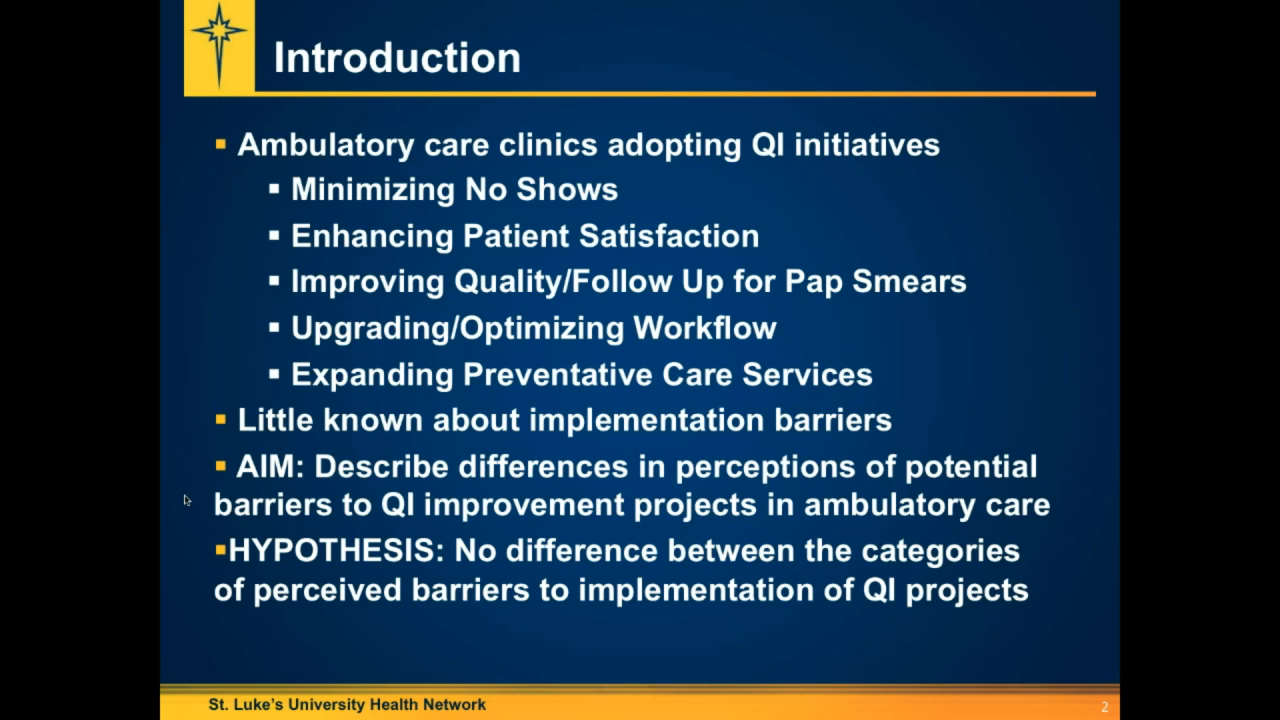 Introduction
▪ Ambulatory care clinics adopting QI initiatives
▪ Minimizing No Shows
▪ Enhancing Patient Satisfaction
▪ Improving Quality/Follow Up for Pap Smears
▪ Upgrading/Optimizing Workflow
▪ Expanding Preventative Care Services
▪ Little known about implementation barriers
▪ AIM: Describe differences in perceptions of potential
barriers to QI improvement projects in ambulatory care
▪HYPOTHESIS: No difference between the categories
of perceived barriers to implementation of QI projects
St. Luke's University Health Network
2